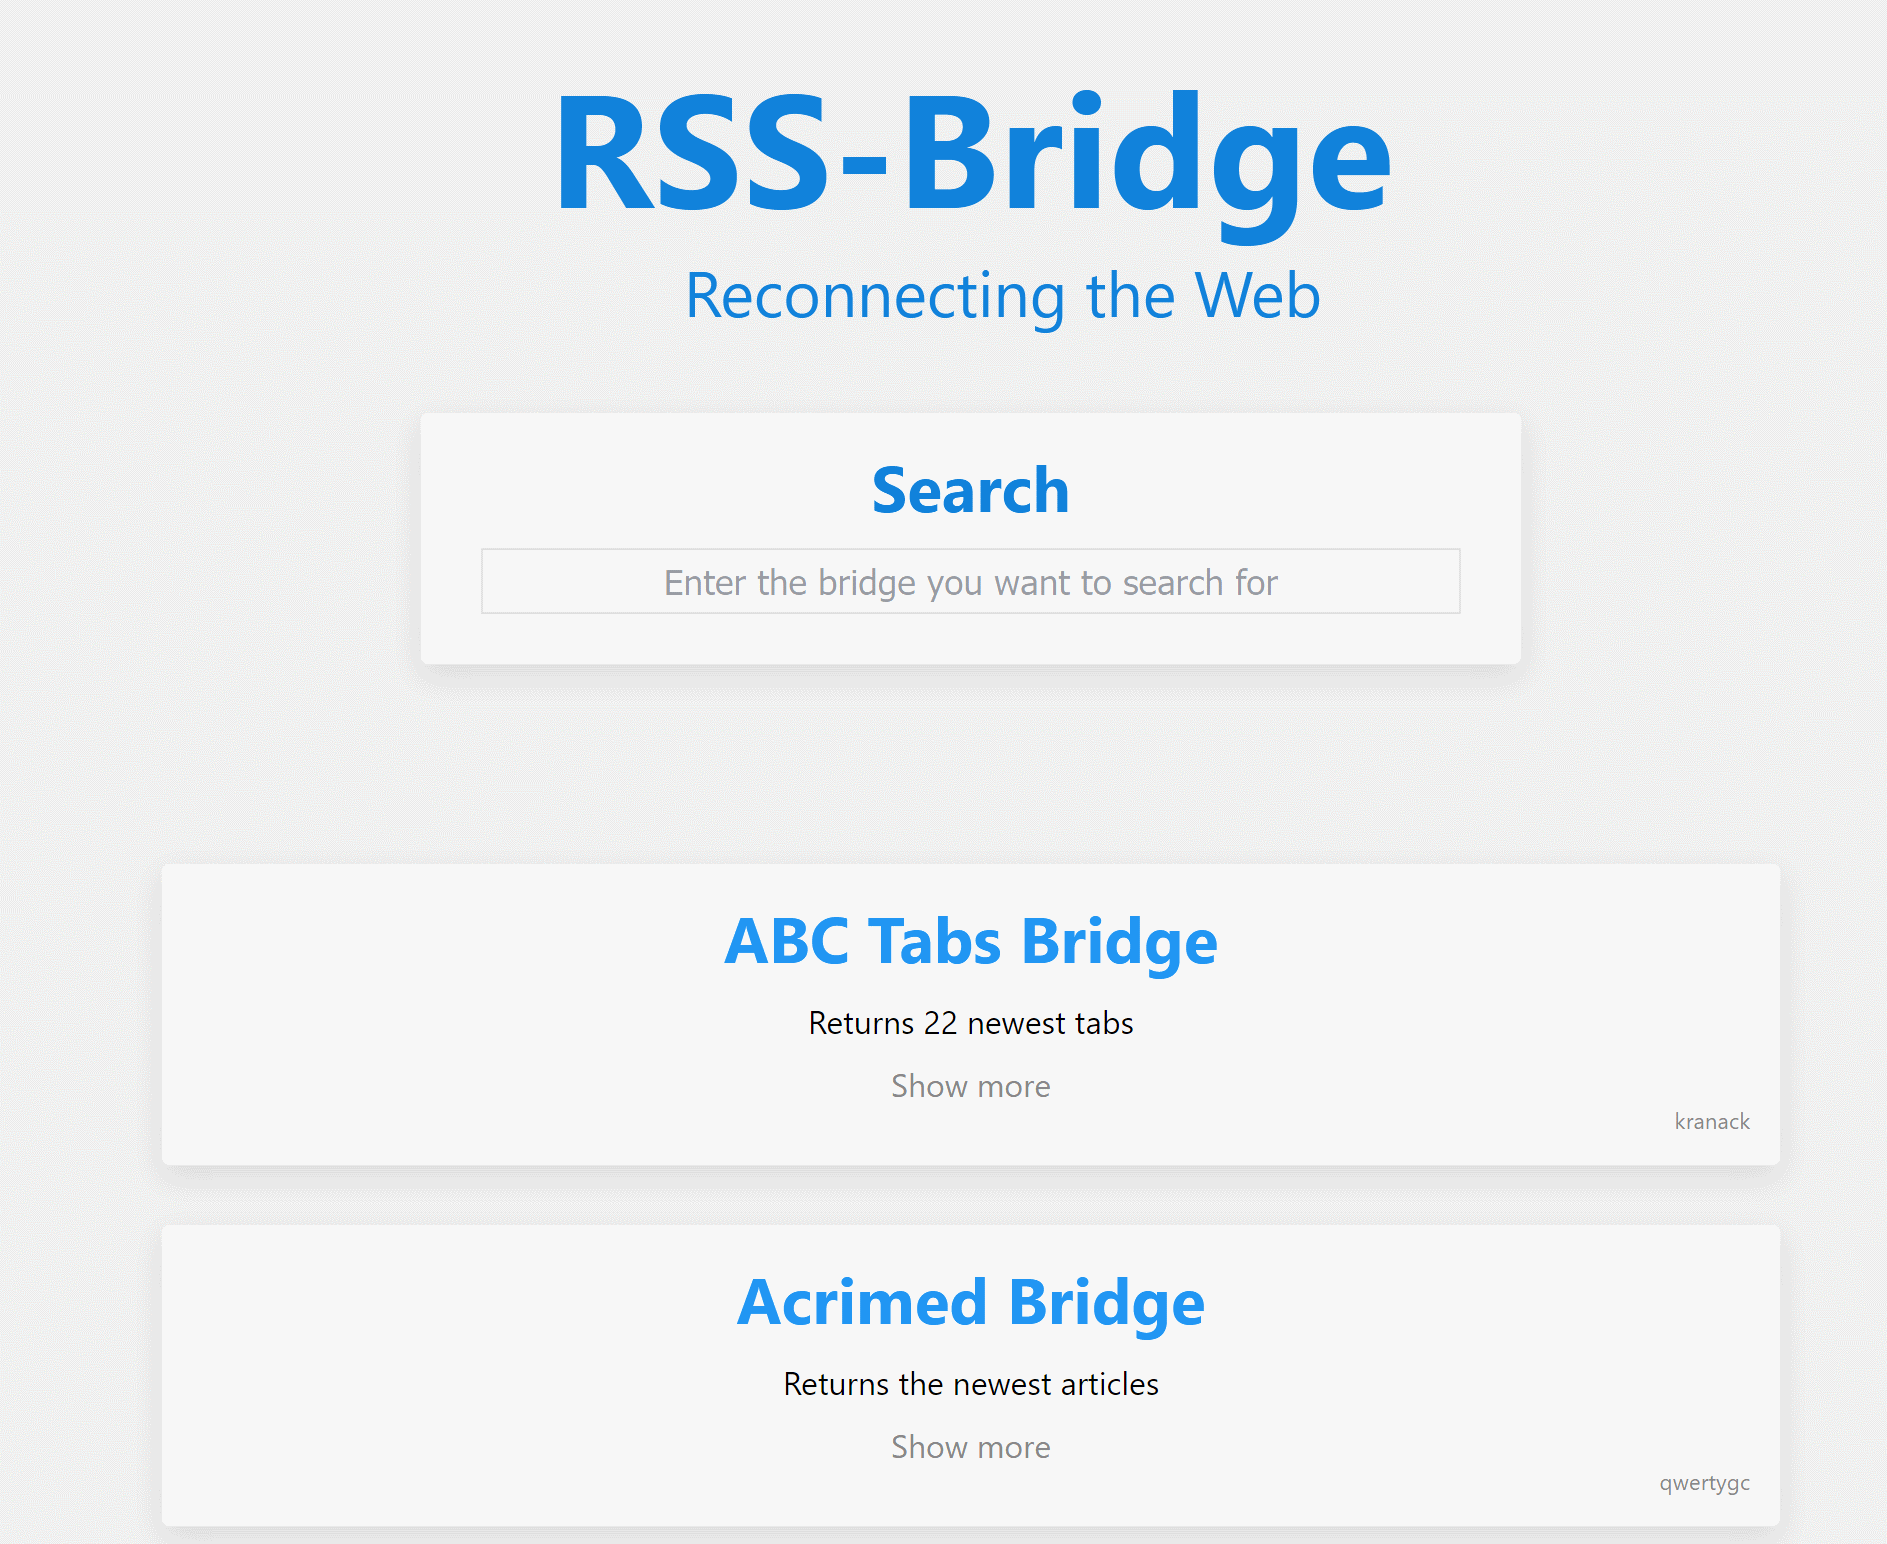 RSS-Bridge
Reconnecting the Web
Search
Enter the bridge you want to search for
ABC Tabs Bridge
Returns 22 newest tabs
Show more
kranack
Acrimed Bridge
Returns the newest articles
Show more
qwertygc